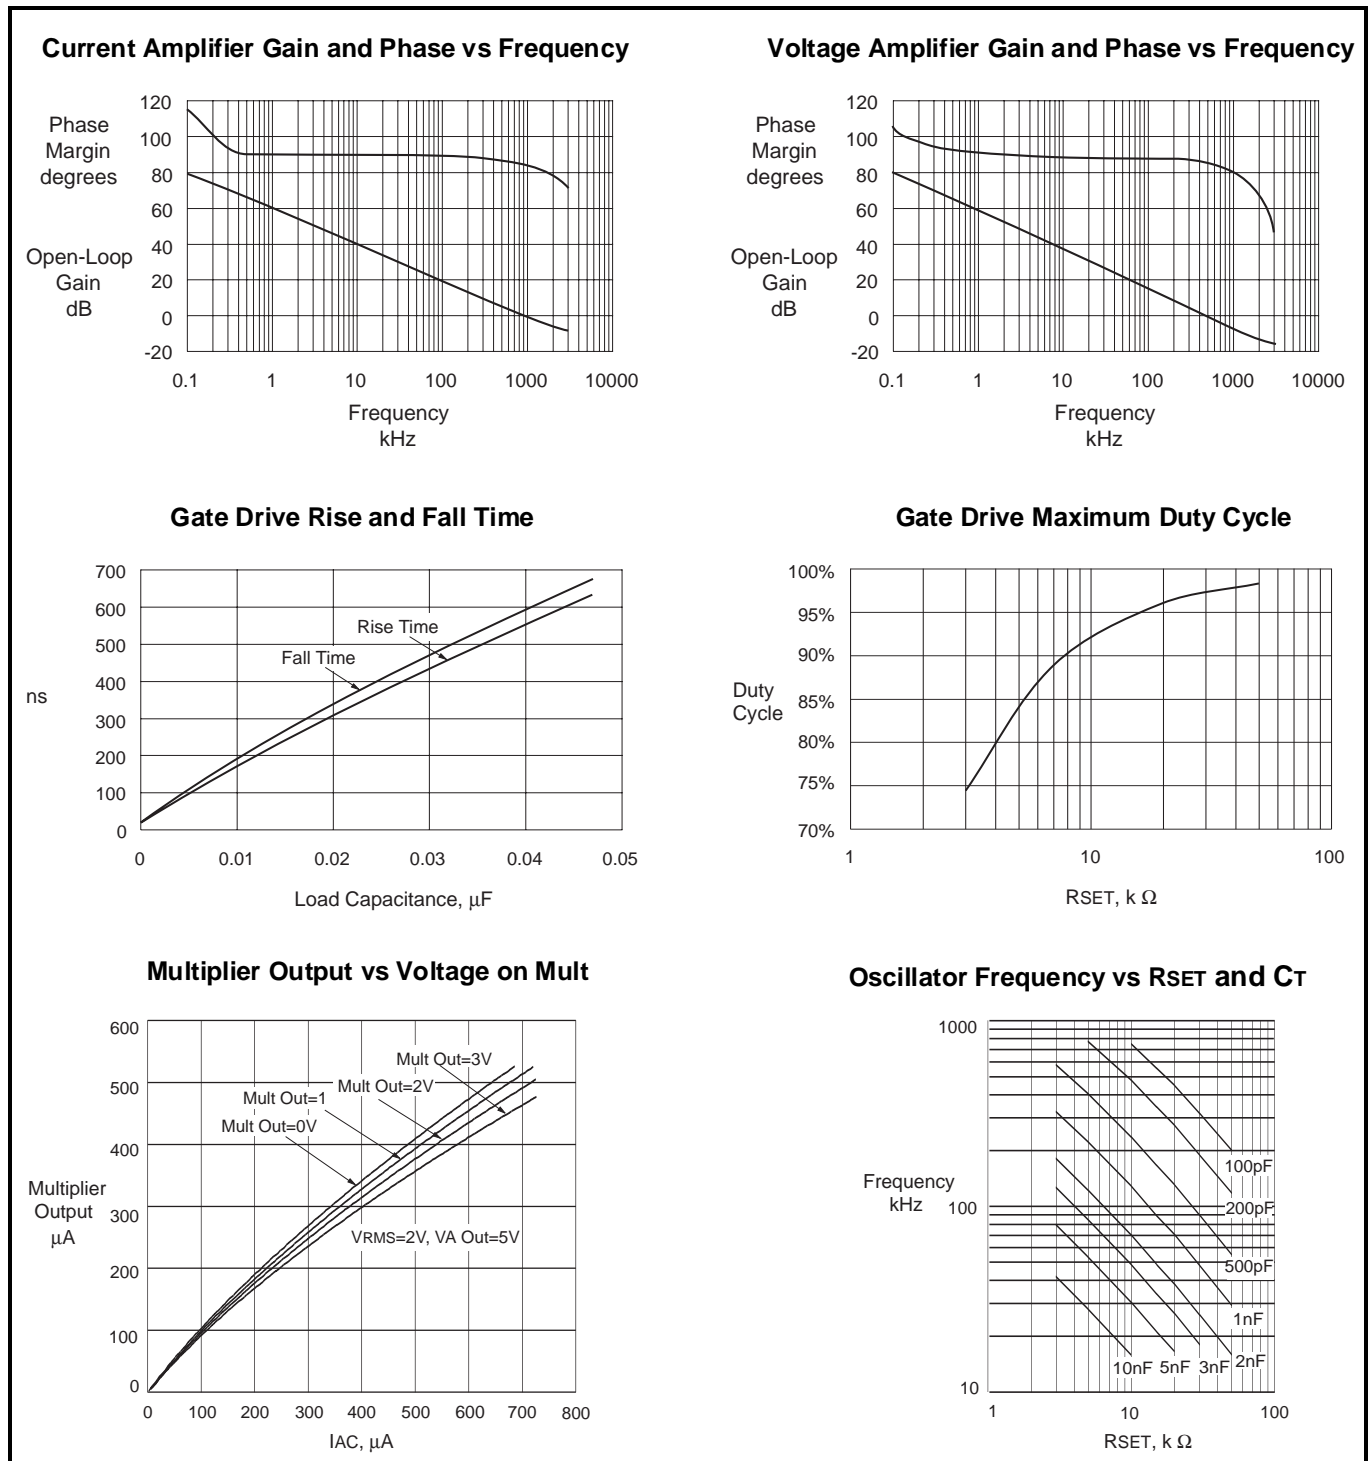 Current Amplifier Gain and Phase vs Frequency
120
100
80
60
40
20
0
-20
Phase
Margin
degrees
Open-Loop
Gain
dB
0.1 1 10 100 1000 10000
Frequency
kHz
Voltage Amplifier Gain and Phase vs Frequency
120
100
80
60
40
20
0
-20
Phase
Margin
degrees
Open-Loop
Gain
dB
0.1 1 10 100 1000 10000
Frequency
kHz
Gate Drive Rise and Fall Time
700
600
500
400
300
200
100
0
ns
Rise Time
Fall Time
0 0.01 0.02 0.03 0.04 0.05
Load Capacitance, μF
Gate Drive Maximum Duty Cycle
100%
95%
90%
85%
80%
75%
70%
Duty
Cycle
1 10 100
RSET, k Ω
Multiplier Output vs Voltage on Mult
600
500
400
300
200
100
0
Multiplier
Output
μA
Mult Out=3V
Mult Out=2V
Mult Out=1
Mult Out=0V
VRMS=2V, VA Out=5V
0 100 200 300 400 500 600 700 800
IAC, μA
Oscillator Frequency vs RSET and CT
1000
100
10
Frequency
kHz
100pF
200pF
500pF
1nF
10nF 5nF 3nF 2nF
1 10 100
RSET, k Ω